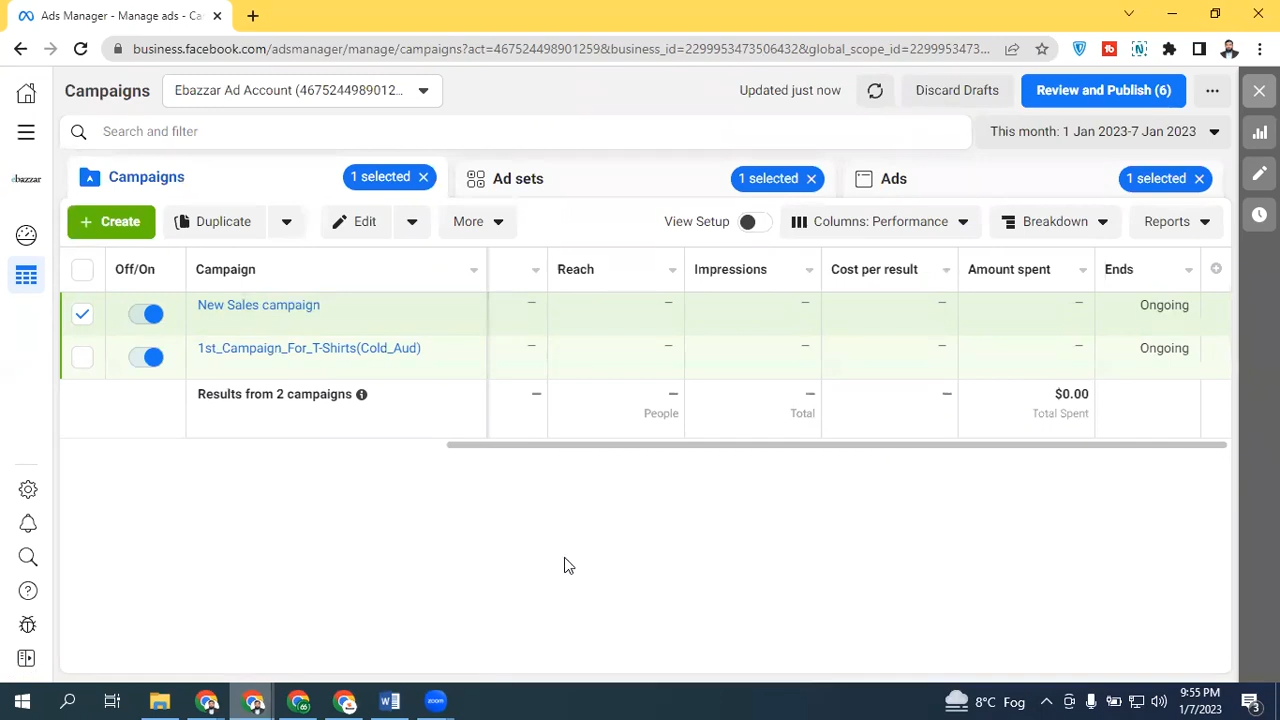 Ads Manager - Manage ads - Ca
business.facebook.com/adsmanager/manage/campaigns?act=467524498901259&business_id=2299953473506432&global_scope_id=2299953473...
Campaigns
Ebazzar Ad Account (4675244989012...
Updated just now
Discard Drafts
Review and Publish (6)
Search and filter
This month: 1 Jan 2023-7 Jan 2023
Campaigns
1 selected
Ad sets
1 selected
Ads
1 selected
ebazzar
+ Create
Duplicate
Edit
More
View Setup
Columns: Performance
Breakdown
Reports
Off/On
Campaign
Reach
Impressions
Cost per result
Amount spent
Ends
New Sales campaign
— — — — —
Ongoing
1st_Campaign_For_T-Shirts(Cold_Aud)
— — — — —
Ongoing
Results from 2 campaigns
— — — —
$0.00
People
Total
Total Spent
8°C Fog
9:55 PM
1/7/2023
3